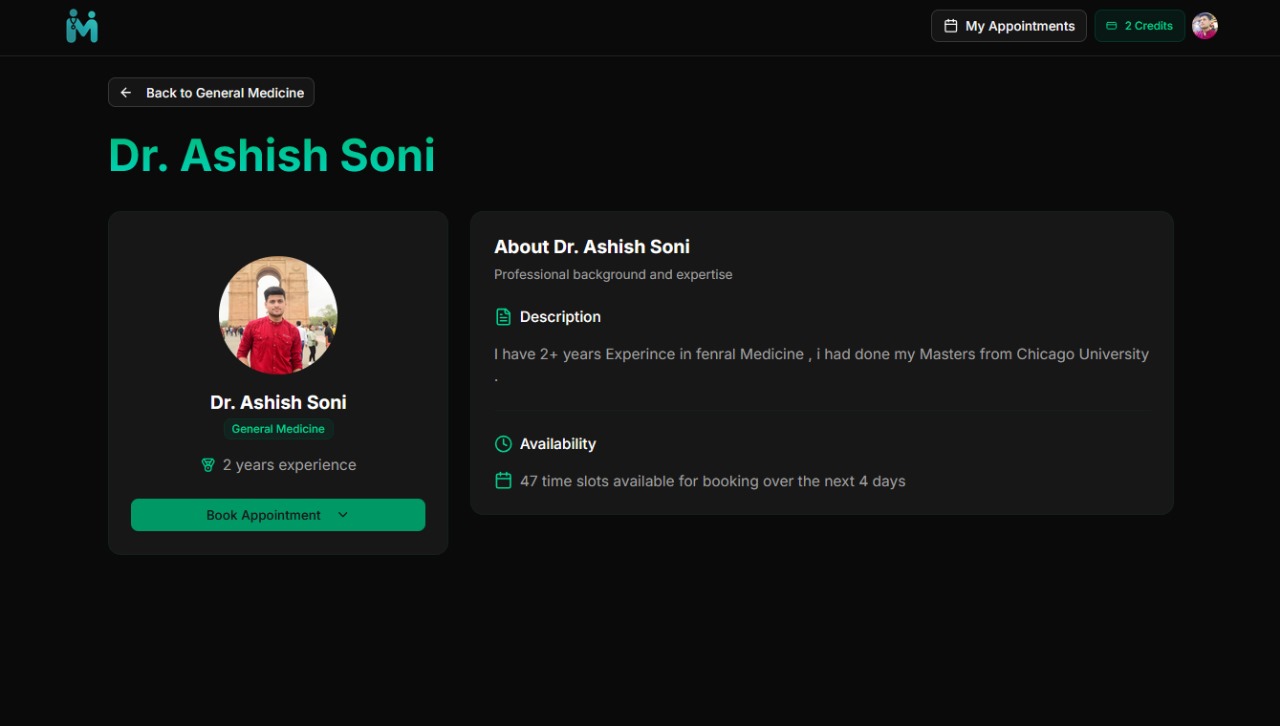 My Appointments
2 Credits
Back to General Medicine
Dr. Ashish Soni
Dr. Ashish Soni
General Medicine
2 years experience
Book Appointment
About Dr. Ashish Soni
Professional background and expertise
Description
I have 2+ years Experince in fenral Medicine , i had done my Masters from Chicago University
.
Availability
47 time slots available for booking over the next 4 days